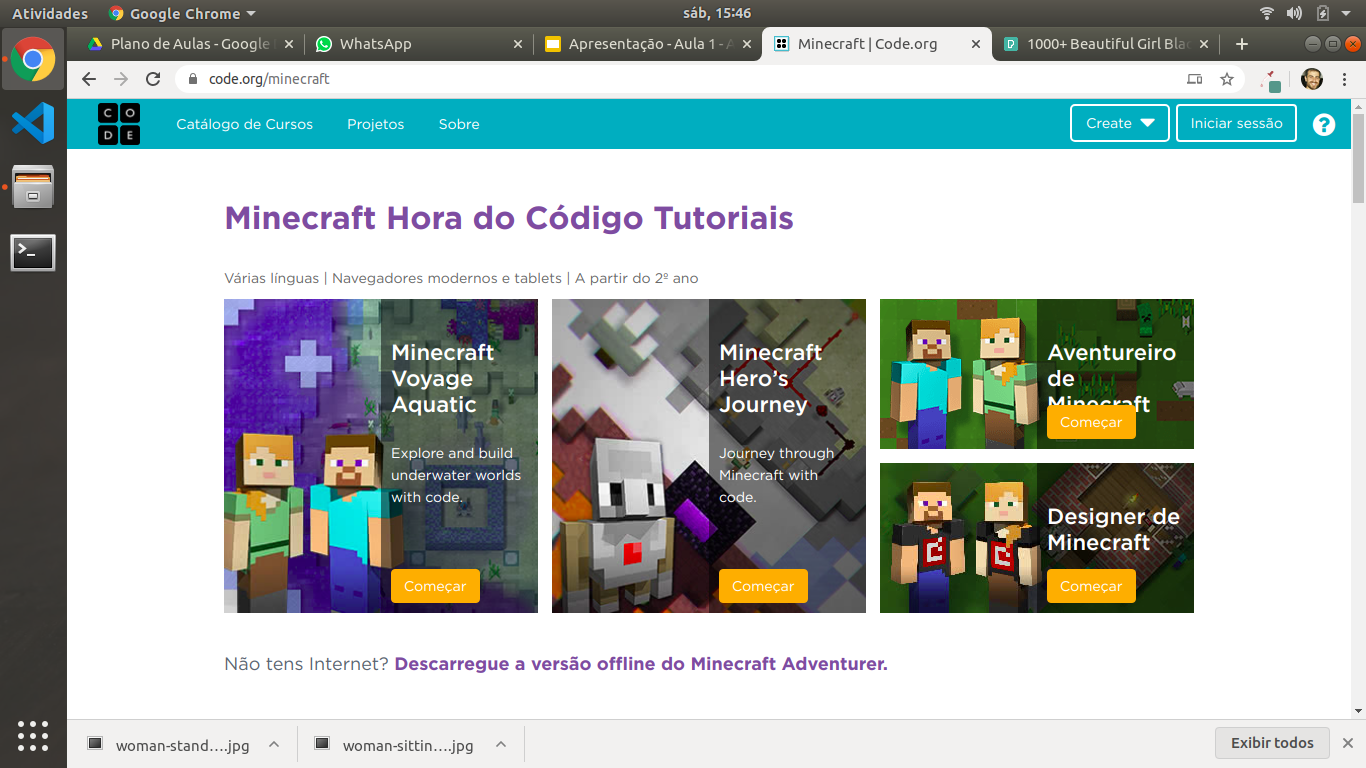 Atividades
Google Chrome
sáb, 15:46
Plano de Aulas - Google
WhatsApp
Apresentação - Aula 1 - A
Minecraft | Code.org
1000+ Beautiful Girl Blac
code.org/minecraft
C O
D E
Catálogo de Cursos
Projetos
Sobre
Create
Iniciar sessão
?
Minecraft Hora do Código Tutoriais
Várias línguas | Navegadores modernos e tablets | A partir do 2º ano
Minecraft
Voyage
Aquatic
Explore and build
underwater worlds
with code.
Começar
Minecraft
Hero's
Journey
Journey through
Minecraft with
code.
Começar
Aventureiro
de
Minecraft
Começar
Designer de
Minecraft
Começar
Não tens Internet? Descarregue a versão offline do Minecraft Adventurer.
woman-stand....jpg
woman-sittin....jpg
Exibir todos